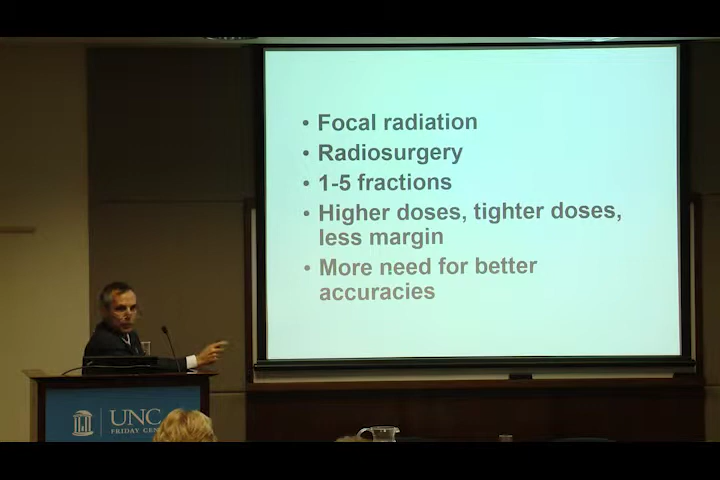 • Focal radiation
• Radiosurgery
• 1-5 fractions
• Higher doses, tighter doses,
less margin
• More need for better
accuracies
UNC
FRIDAY CEN